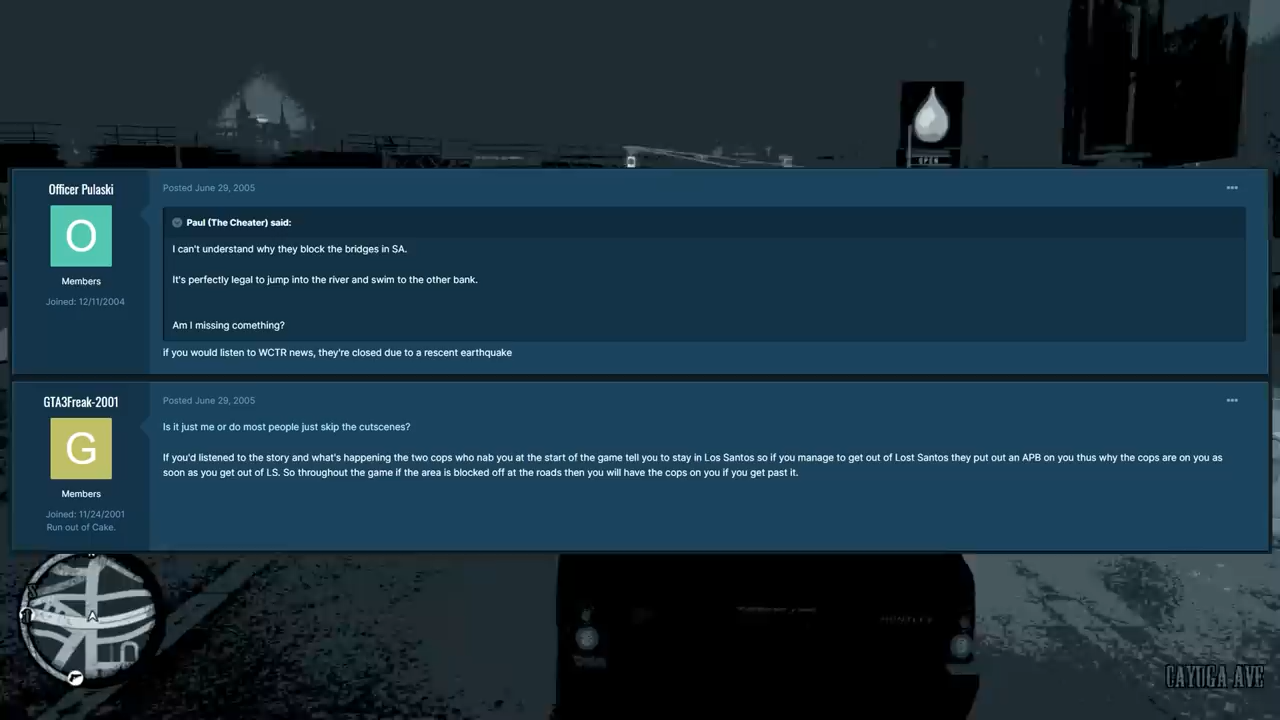 OPEN
Officer Pulaski
O
Members
Joined: 12/11/2004
Posted June 29, 2005
•••
Paul (The Cheater) said:
I can't understand why they block the bridges in SA.
It's perfectly legal to jump into the river and swim to the other bank.
Am I missing comething?
if you would listen to WCTR news, they're closed due to a rescent earthquake
GTA3Freak-2001
G
Members
Joined: 11/24/2001
Run out of Cake.
Posted June 29, 2005
•••
Is it just me or do most people just skip the cutscenes?
If you'd listened to the story and what's happening the two cops who nab you at the start of the game tell you to stay in Los Santos so if you manage to get out of Lost Santos they put out an APB on you thus why the cops are on you as
soon as you get out of LS. So throughout the game if the area is blocked off at the roads then you will have the cops on you if you get past it.
HUNTLEY
CAYUGA AVE